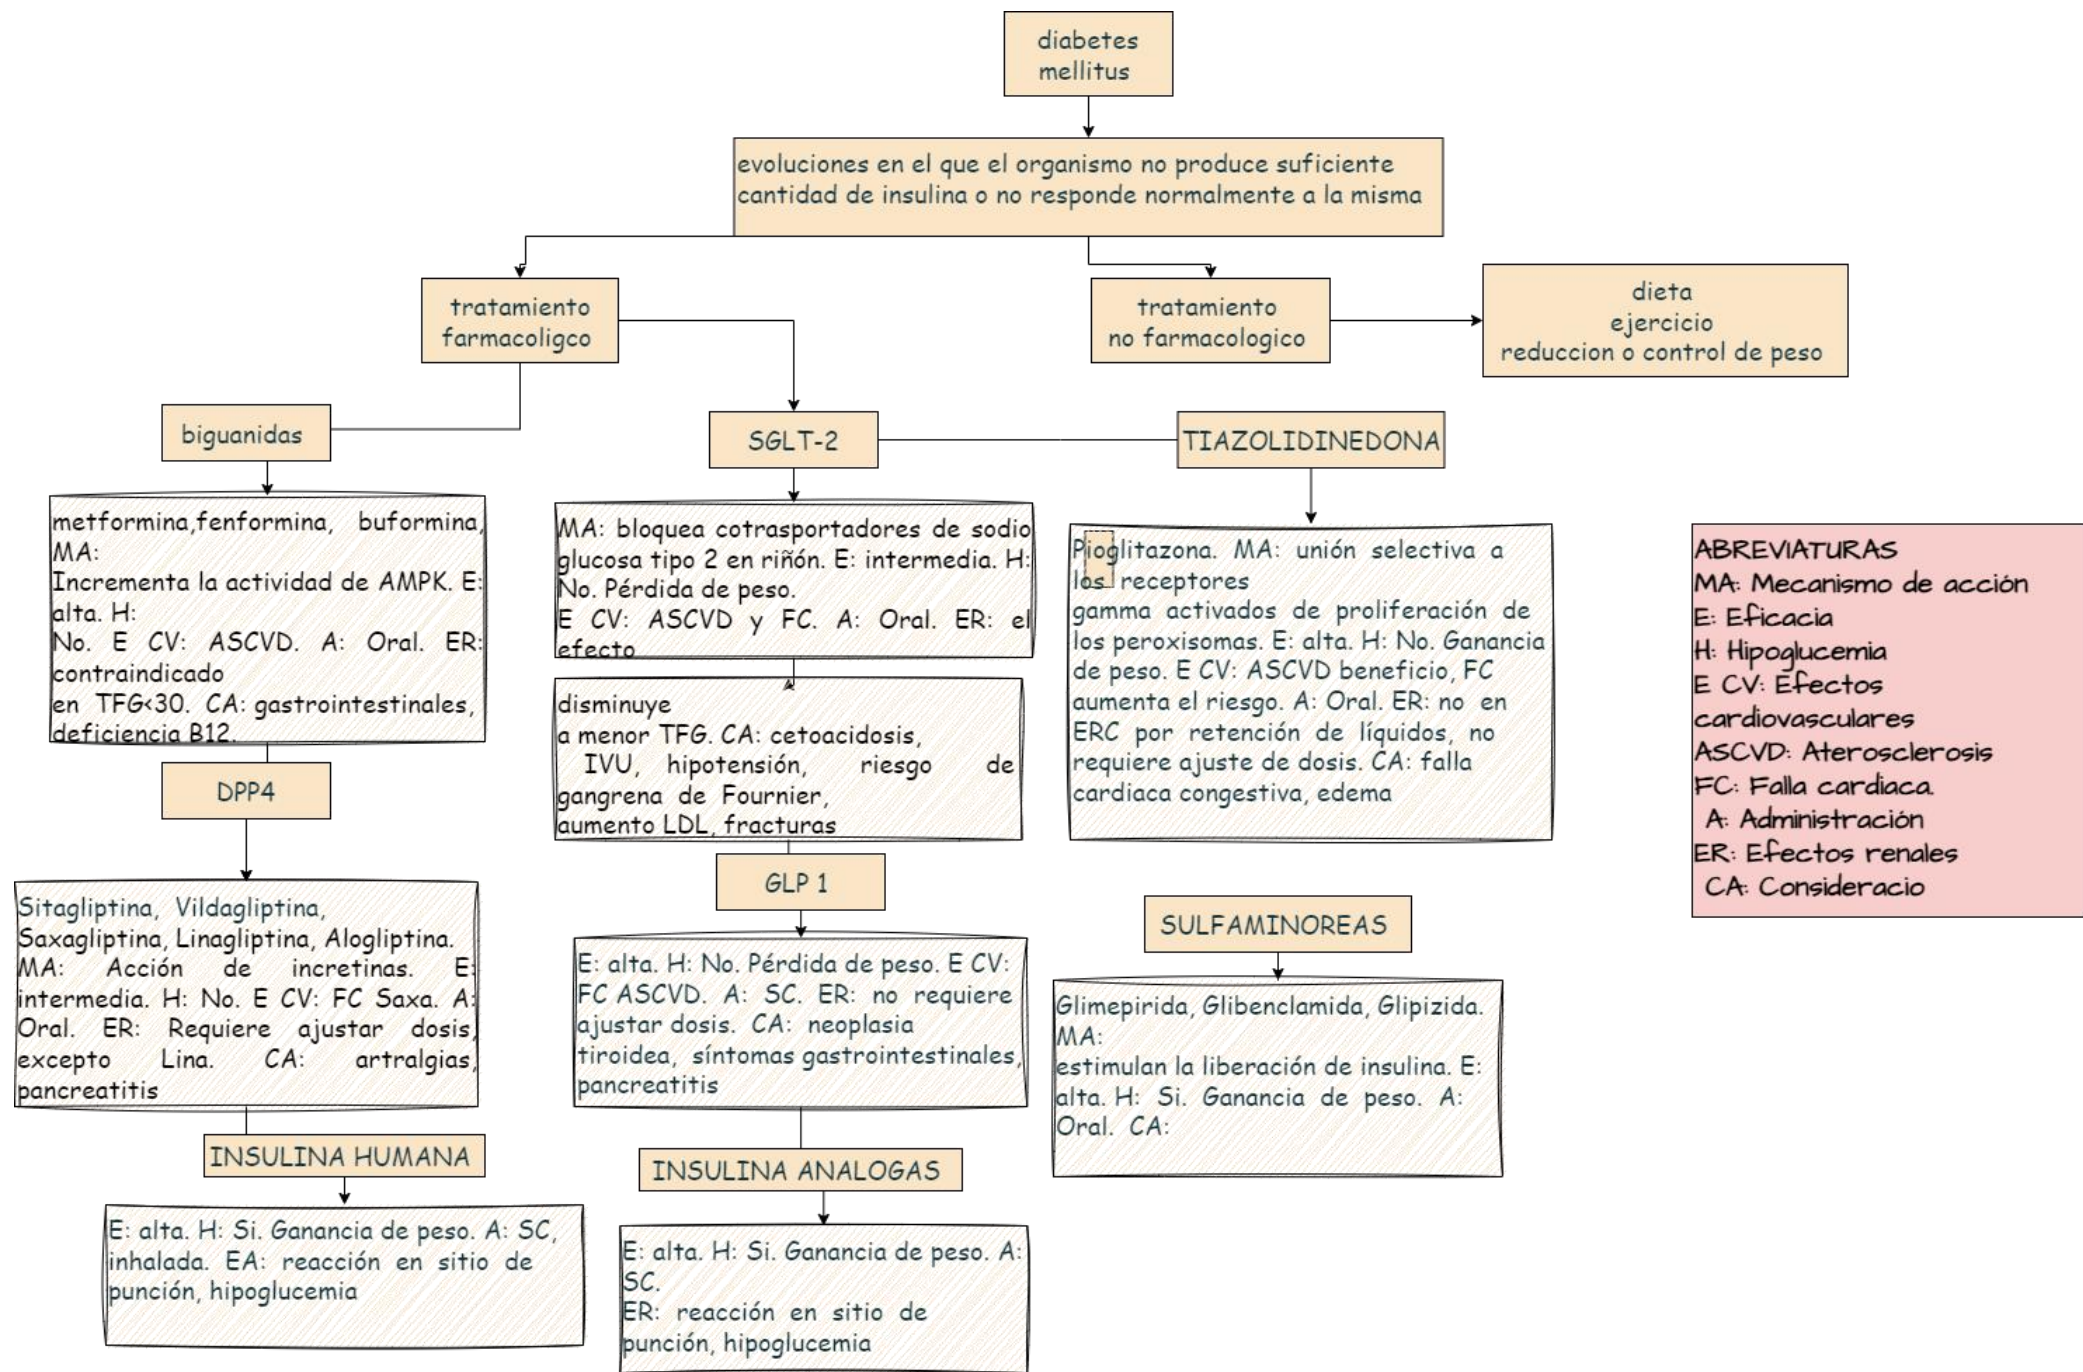 diabetes
mellitus
evoluciones en el que el organismo no produce suficiente
cantidad de insulina o no responde normalmente a la misma
tratamiento
farmacoligco
tratamiento
no farmacologico
dieta
ejercicio
reduccion o control de peso
biguanidas
SGLT-2
TIAZOLIDINEDONA
metformina,fenformina, buformina,
MA:
Incrementa la actividad de AMPK. E:
alta. H:
No. E CV: ASCVD. A: Oral. ER:
contraindicado
en TFG<30. CA: gastrointestinales,
deficiencia B12.
MA: bloquea cotrasportadores de sodio
glucosa tipo 2 en riñón. E: intermedia. H:
No. Pérdida de peso.
E CV: ASCVD y FC. A: Oral. ER: el
efecto
disminuye
a menor TFG. CA: cetoacidosis,
IVU, hipotensión, riesgo de
gangrena de Fournier,
aumento LDL, fracturas
Pioglitazona. MA: unión selectiva a
los receptores
gamma activados de proliferación de
los peroxisomas. E: alta. H: No. Ganancia
de peso. E CV: ASCVD beneficio, FC
aumenta el riesgo. A: Oral. ER: no en
ERC por retención de líquidos, no
requiere ajuste de dosis. CA: falla
cardiaca congestiva, edema
ABREVIATURAS
MA: Mecanismo de acción
E: Eficacia
H: Hipoglucemia
E CV: Efectos
cardiovasculares
ASCVD: Aterosclerosis
FC: Falla cardiaca.
A: Administración
ER: Efectos renales
CA: Consideracio
DPP4
Sitagliptina, Vildagliptina,
Saxagliptina, Linagliptina, Alogliptina.
MA: Acción de incretinas. E:
intermedia. H: No. E CV: FC Saxa. A:
Oral. ER: Requiere ajustar dosis,
excepto Lina. CA: artralgias,
pancreatitis
GLP 1
E: alta. H: No. Pérdida de peso. E CV:
FC ASCVD. A: SC. ER: no requiere
ajustar dosis. CA: neoplasia
tiroidea, síntomas gastrointestinales,
pancreatitis
SULFAMINOREAS
Glimepirida, Glibenclamida, Glipizida.
MA:
estimulan la liberación de insulina. E:
alta. H: Si. Ganancia de peso. A:
Oral. CA:
INSULINA HUMANA
E: alta. H: Si. Ganancia de peso. A: SC,
inhalada. EA: reacción en sitio de
punción, hipoglucemia
INSULINA ANALOGAS
E: alta. H: Si. Ganancia de peso. A:
SC.
ER: reacción en sitio de
punción, hipoglucemia